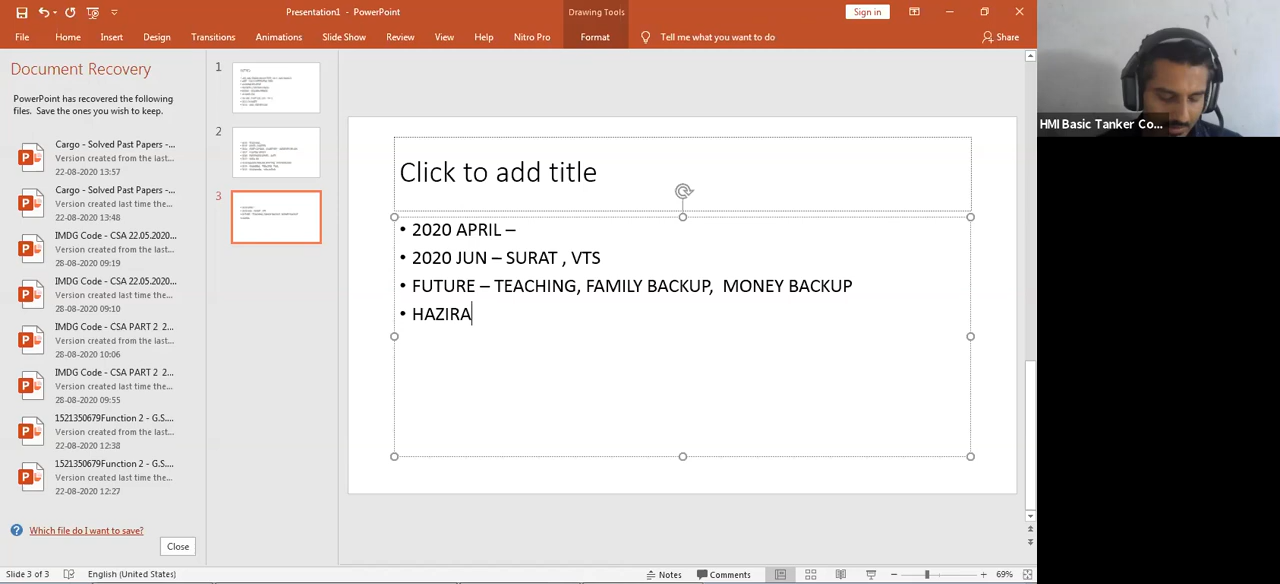 Presentation1 - PowerPoint
Drawing Tools
Sign in
File
Home
Insert
Design
Transitions
Animations
Slide Show
Review
View
Help
Nitro Pro
Format
Tell me what you want to do
Share
Document Recovery
PowerPoint has recovered the following
files. Save the ones you wish to keep.
Cargo - Solved Past Papers -...
Version created from the last...
22-08-2020 13:57
Cargo - Solved Past Papers -...
Version created from the last...
22-08-2020 13:48
IMDG Code - CSA 22.05.2020...
Version created last time the...
28-08-2020 09:19
IMDG Code - CSA 22.05.2020...
Version created last time the...
28-08-2020 09:10
IMDG Code - CSA PART 2 2...
Version created last time the...
28-08-2020 10:06
IMDG Code - CSA PART 2 2...
Version created last time the...
28-08-2020 09:55
1521350679Function 2 - G.S....
Version created from the last...
22-08-2020 12:38
1521350679Function 2 - G.S....
Version created from the last...
22-08-2020 12:27
Which file do I want to save?
Close
1
2
3
Click to add title
• 2020 APRIL –
• 2020 JUN – SURAT , VTS
• FUTURE – TEACHING, FAMILY BACKUP, MONEY BACKUP
• HAZIRA
HMI Basic Tanker Co...
Slide 3 of 3
English (United States)
Notes
Comments
69%